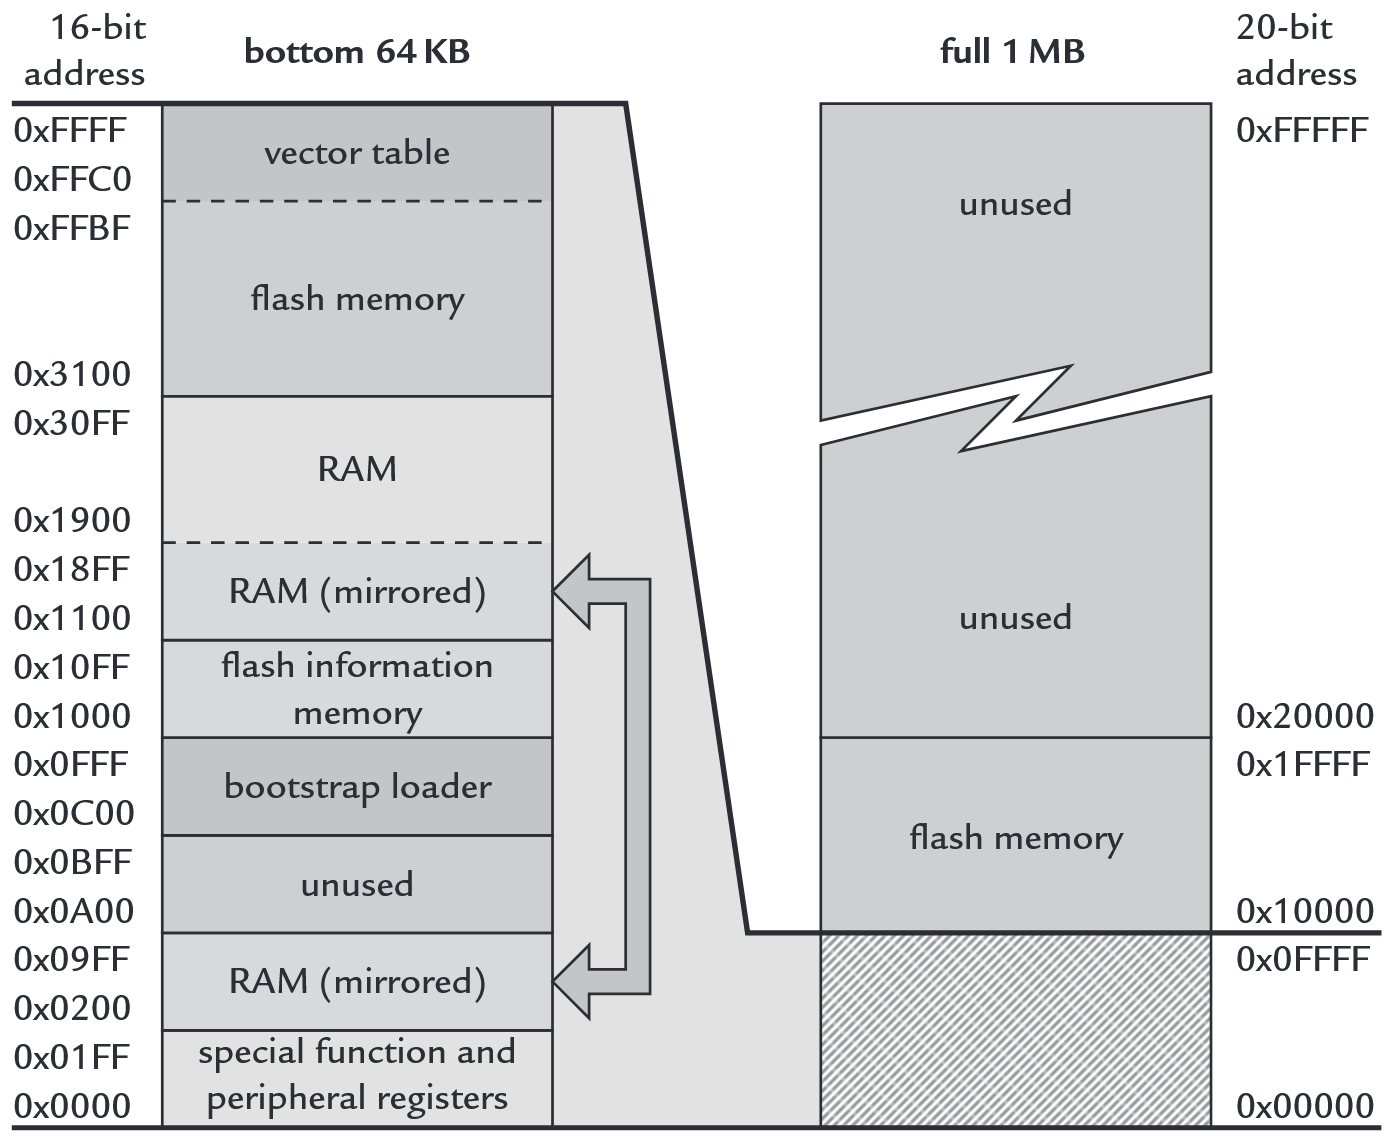 16-bit
address
bottom 64 KB
full 1 MB
20-bit
address
0xFFFF
vector table
0xFFC0
0xFFBF
flash memory
0x3100
0x30FF
RAM
0x1900
0x18FF
RAM (mirrored)
0x1100
0x10FF
flash information
memory
0x1000
0x0FFF
bootstrap loader
0x0C00
0x0BFF
unused
0x0A00
0x09FF
RAM (mirrored)
0x0200
0x01FF
special function and
peripheral registers
0x0000
0xFFFFF
unused
unused
0x20000
0x1FFFF
flash memory
0x10000
0x0FFFF
0x00000